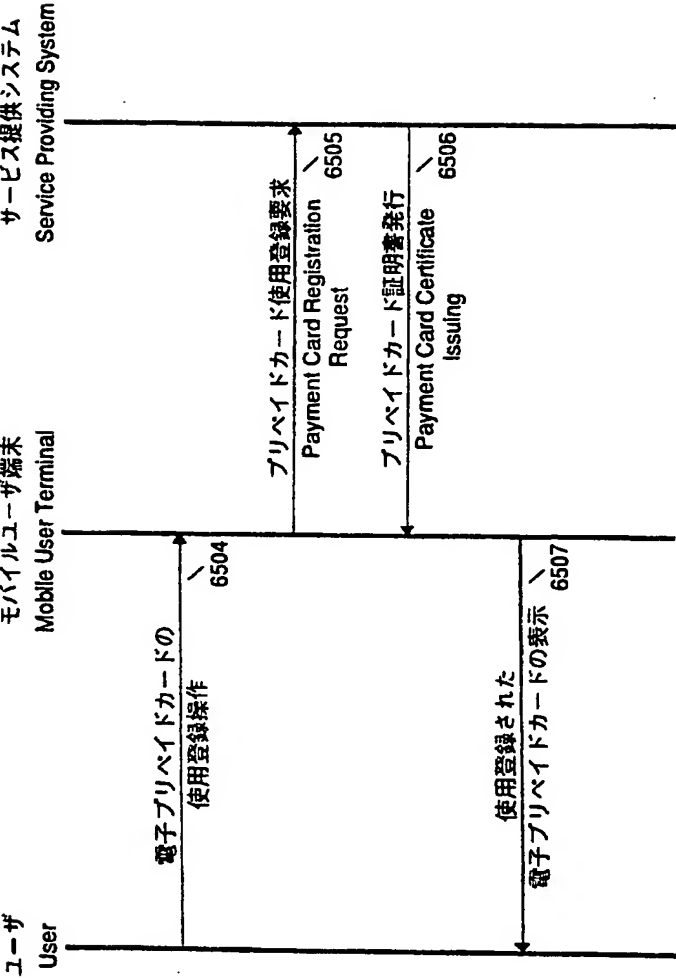 ユーザ
User
モバイルユーザ端末
Mobile User Terminal
サービス提供システム
Service Providing System
電子プリペイドカードの
使用登録操作
6504
プリペイドカード使用登録要求
Payment Card Registration
Request
6505
プリペイドカード証明書発行
Payment Card Certificate
Issuing
6506
使用登録された
電子プリペイドカードの表示
6507